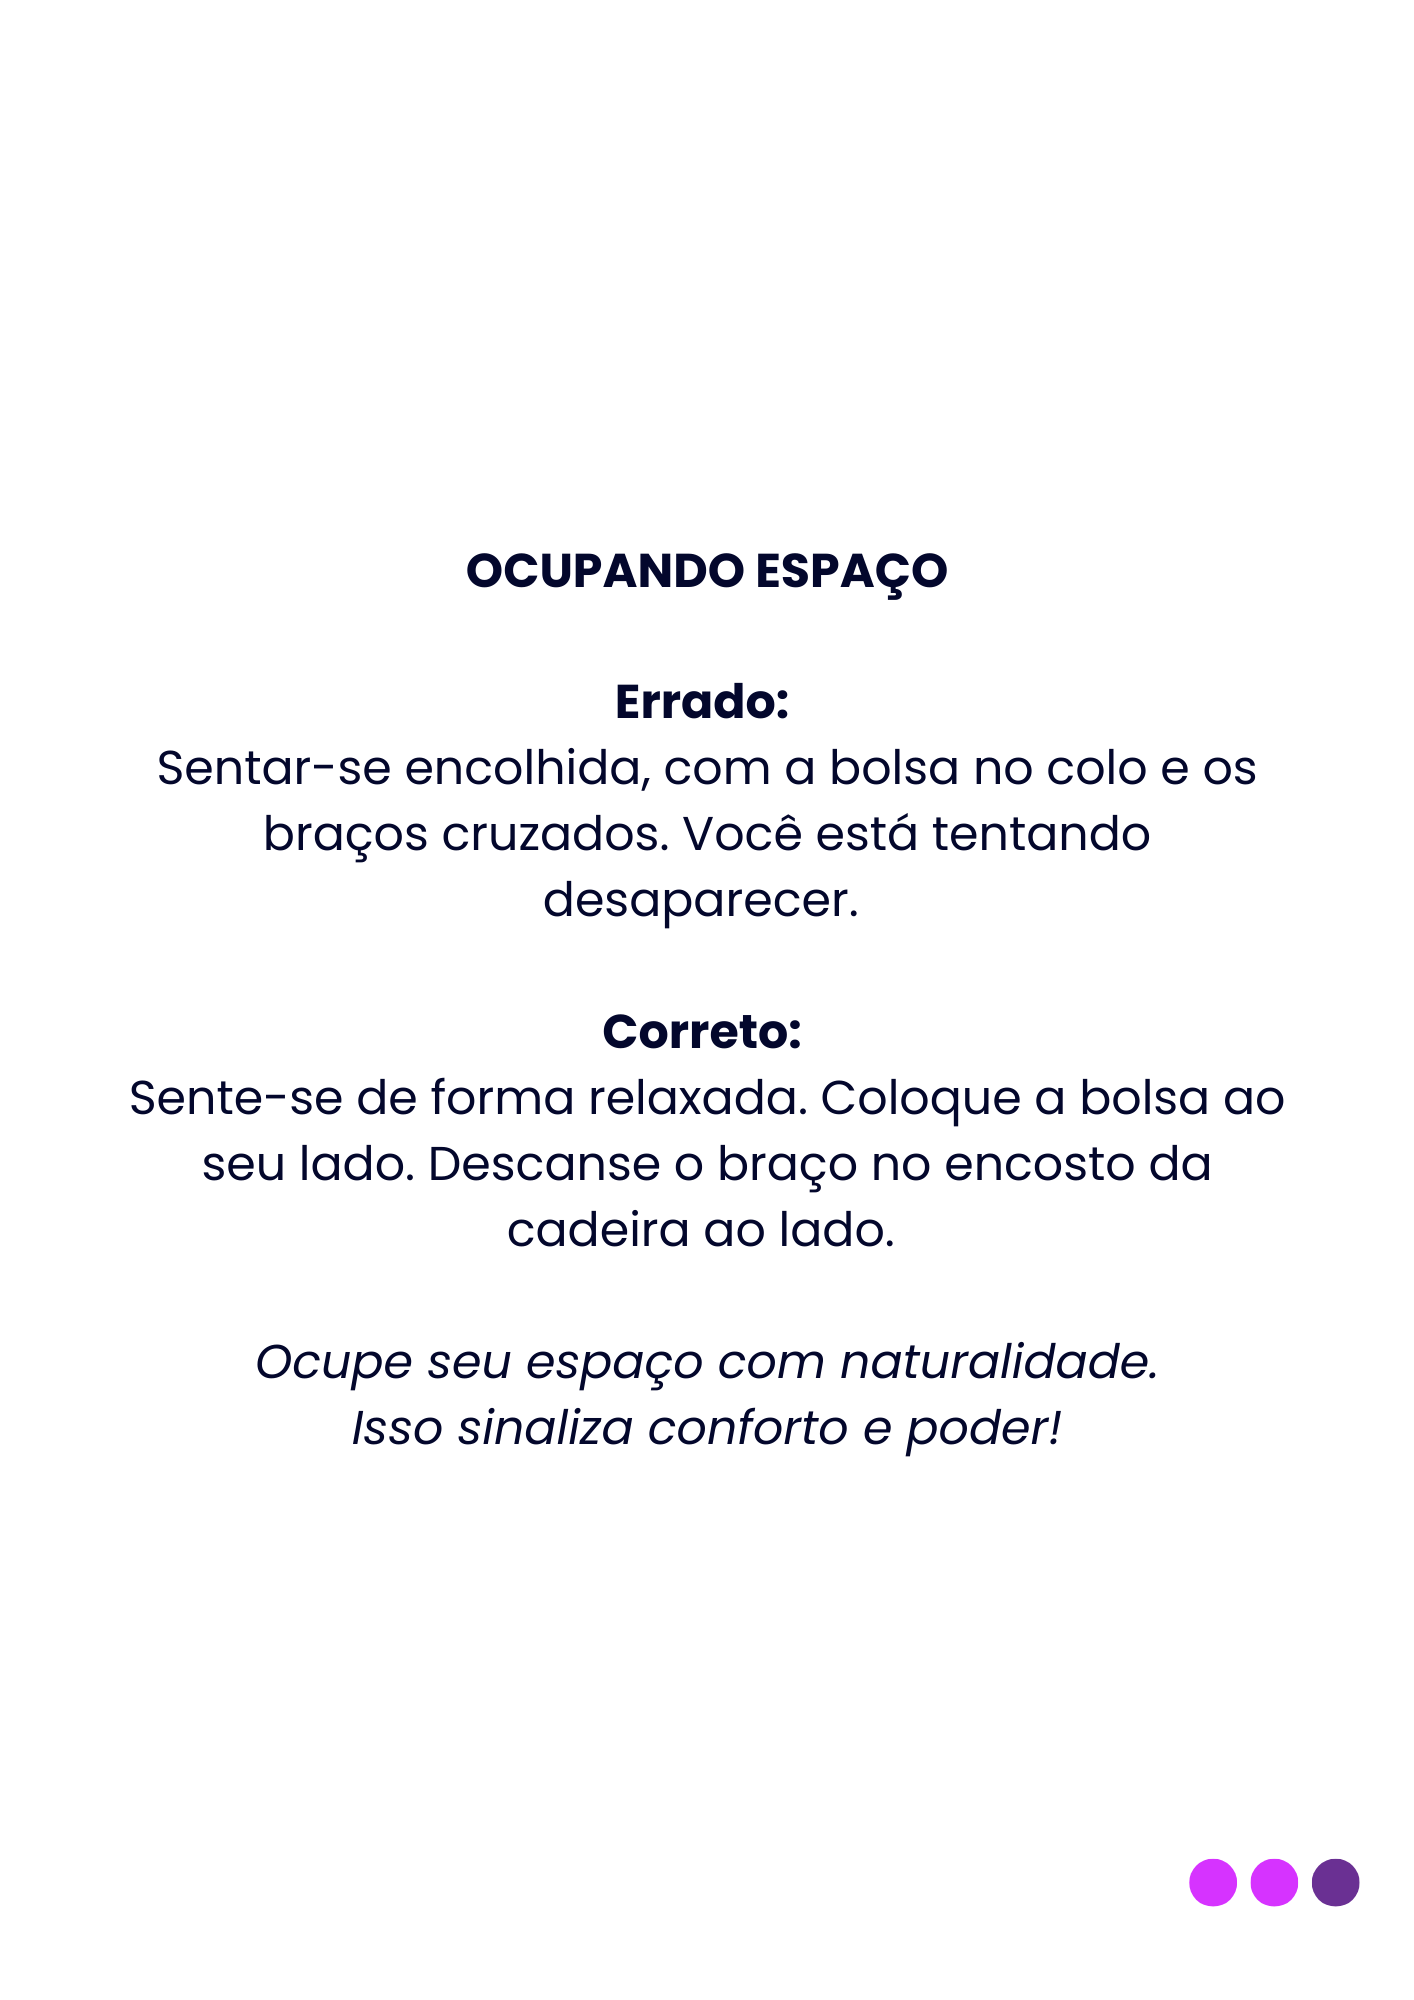 OCUPANDO ESPAÇO
Errado:
Sentar-se encolhida, com a bolsa no colo e os
braços cruzados. Você está tentando
desaparecer.
Correto:
Sente-se de forma relaxada. Coloque a bolsa ao
seu lado. Descanse o braço no encosto da
cadeira ao lado.
Ocupe seu espaço com naturalidade.
Isso sinaliza conforto e poder!